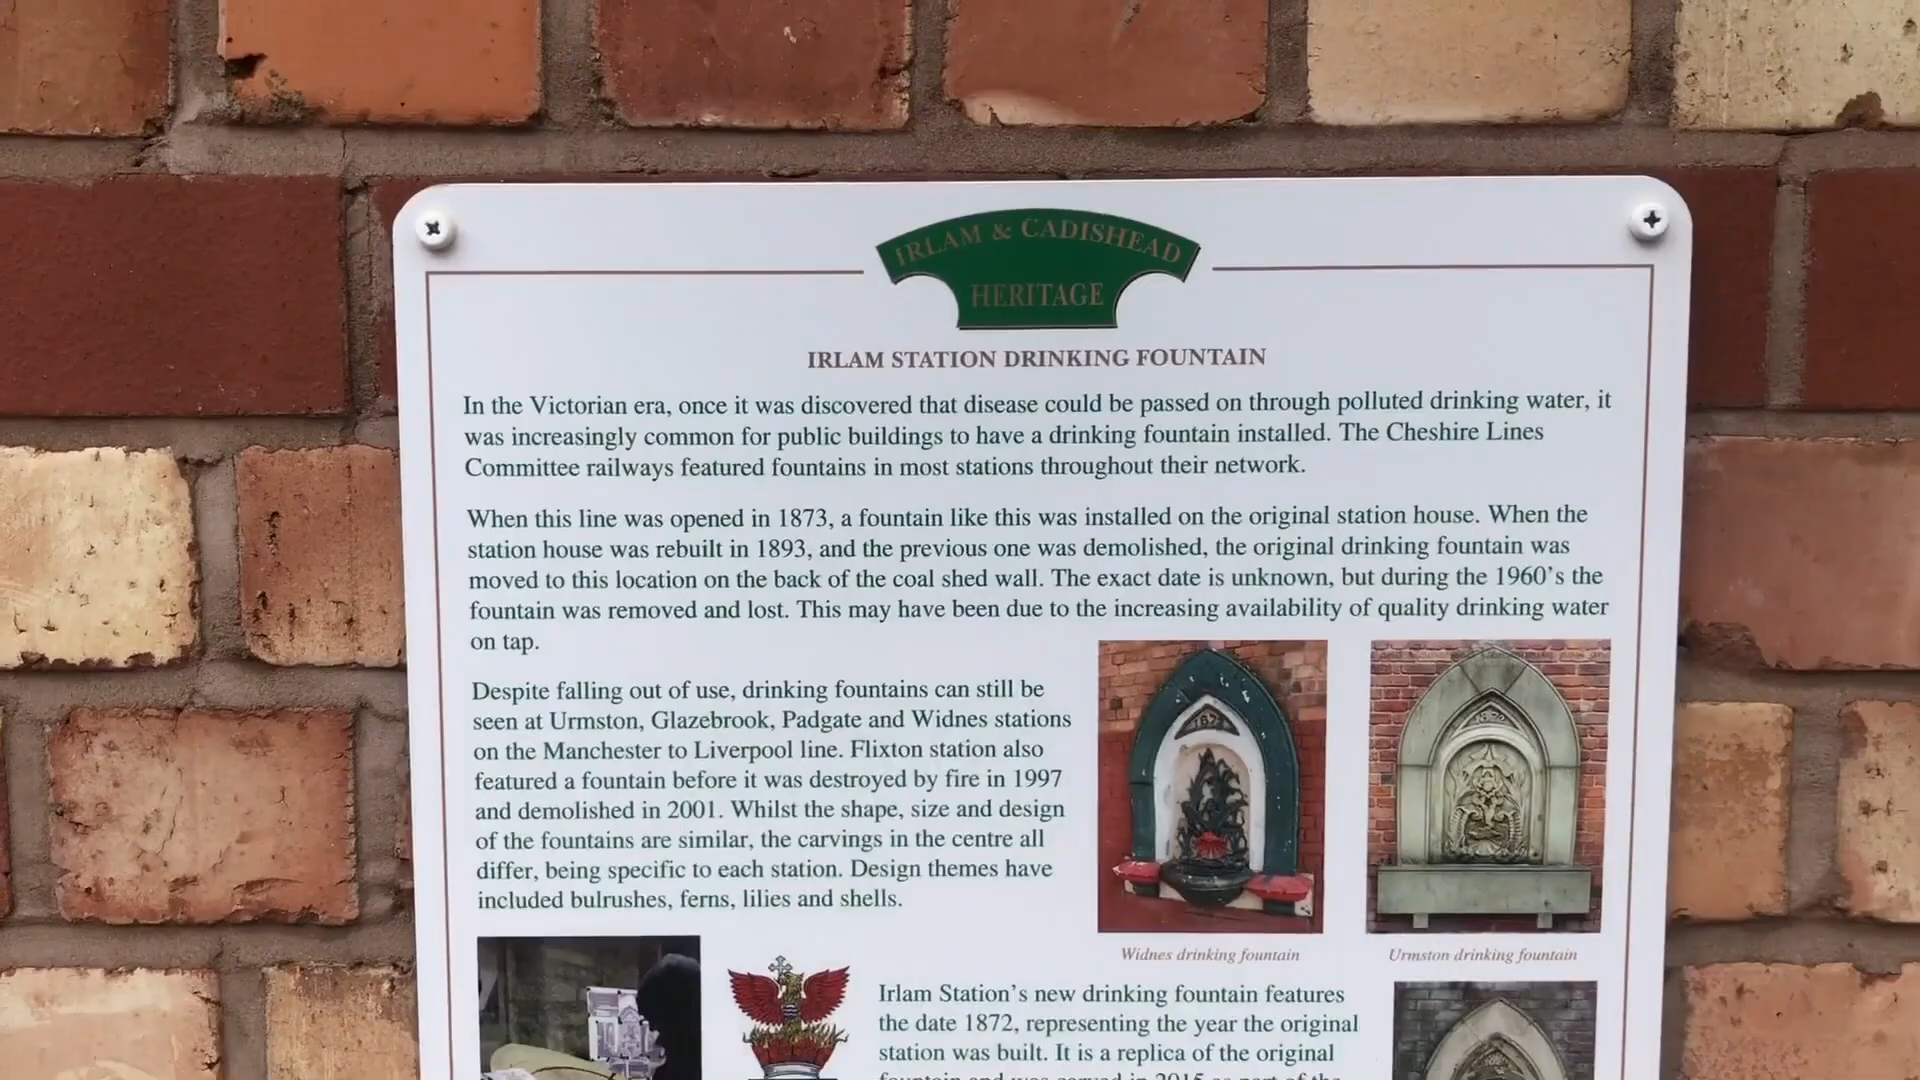 IRLAM & CADISHEAD
HERITAGE
IRLAM STATION DRINKING FOUNTAIN
In the Victorian era, once it was discovered that disease could be passed on through polluted drinking water, it
was increasingly common for public buildings to have a drinking fountain installed. The Cheshire Lines
Committee railways featured fountains in most stations throughout their network.
When this line was opened in 1873, a fountain like this was installed on the original station house. When the
station house was rebuilt in 1893, and the previous one was demolished, the original drinking fountain was
moved to this location on the back of the coal shed wall. The exact date is unknown, but during the 1960's the
fountain was removed and lost. This may have been due to the increasing availability of quality drinking water
on tap.
Despite falling out of use, drinking fountains can still be
seen at Urmston, Glazebrook, Padgate and Widnes stations
on the Manchester to Liverpool line. Flixton station also
featured a fountain before it was destroyed by fire in 1997
and demolished in 2001. Whilst the shape, size and design
of the fountains are similar, the carvings in the centre all
differ, being specific to each station. Design themes have
included bulrushes, ferns, lilies and shells.
1872
Widnes drinking fountain
Urmston drinking fountain
Irlam Station's new drinking fountain features
the date 1872, representing the year the original
station was built. It is a replica of the original
fountain and was carved in 2015 as part of the